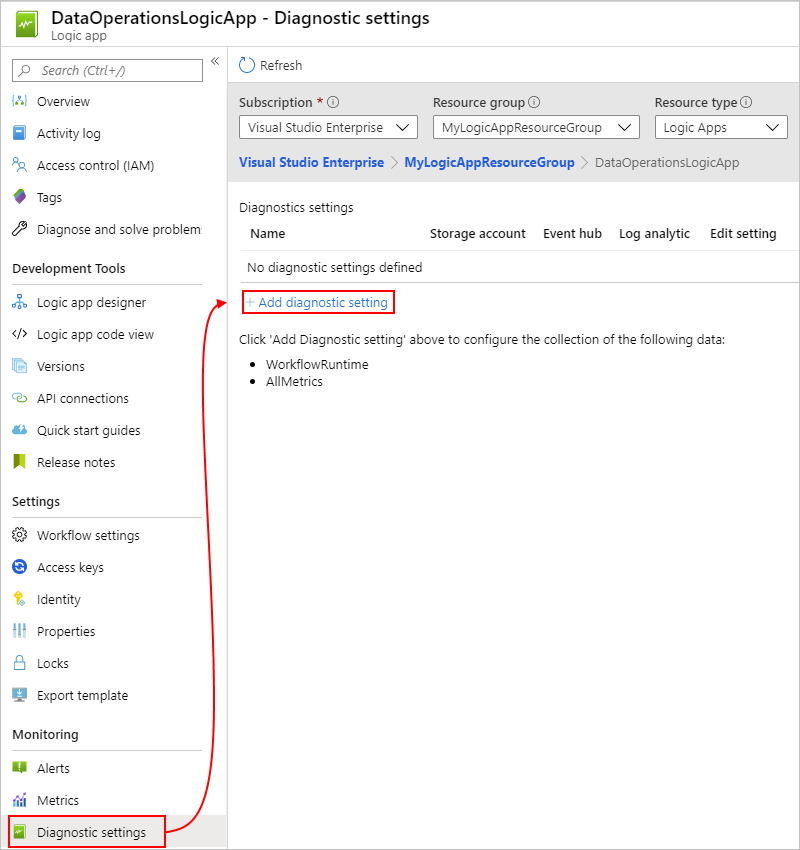 DataOperationsLogicApp - Diagnostic settings
Logic app
Search (Ctrl+/)
«
Overview
Activity log
Access control (IAM)
Tags
Diagnose and solve problem
Development Tools
Logic app designer
Logic app code view
Versions
API connections
Quick start guides
Release notes
Settings
Workflow settings
Access keys
Identity
Properties
Locks
Export template
Monitoring
Alerts
Metrics
Diagnostic settings
Refresh
Subscription * Resource group Resource type
Visual Studio Enterprise MyLogicAppResourceGroup Logic Apps
Visual Studio Enterprise > MyLogicAppResourceGroup > DataOperationsLogicApp
Diagnostics settings
Name Storage account Event hub Log analytic Edit setting
No diagnostic settings defined
+ Add diagnostic setting
Click 'Add Diagnostic setting' above to configure the collection of the following data:
• WorkflowRuntime
• AllMetrics